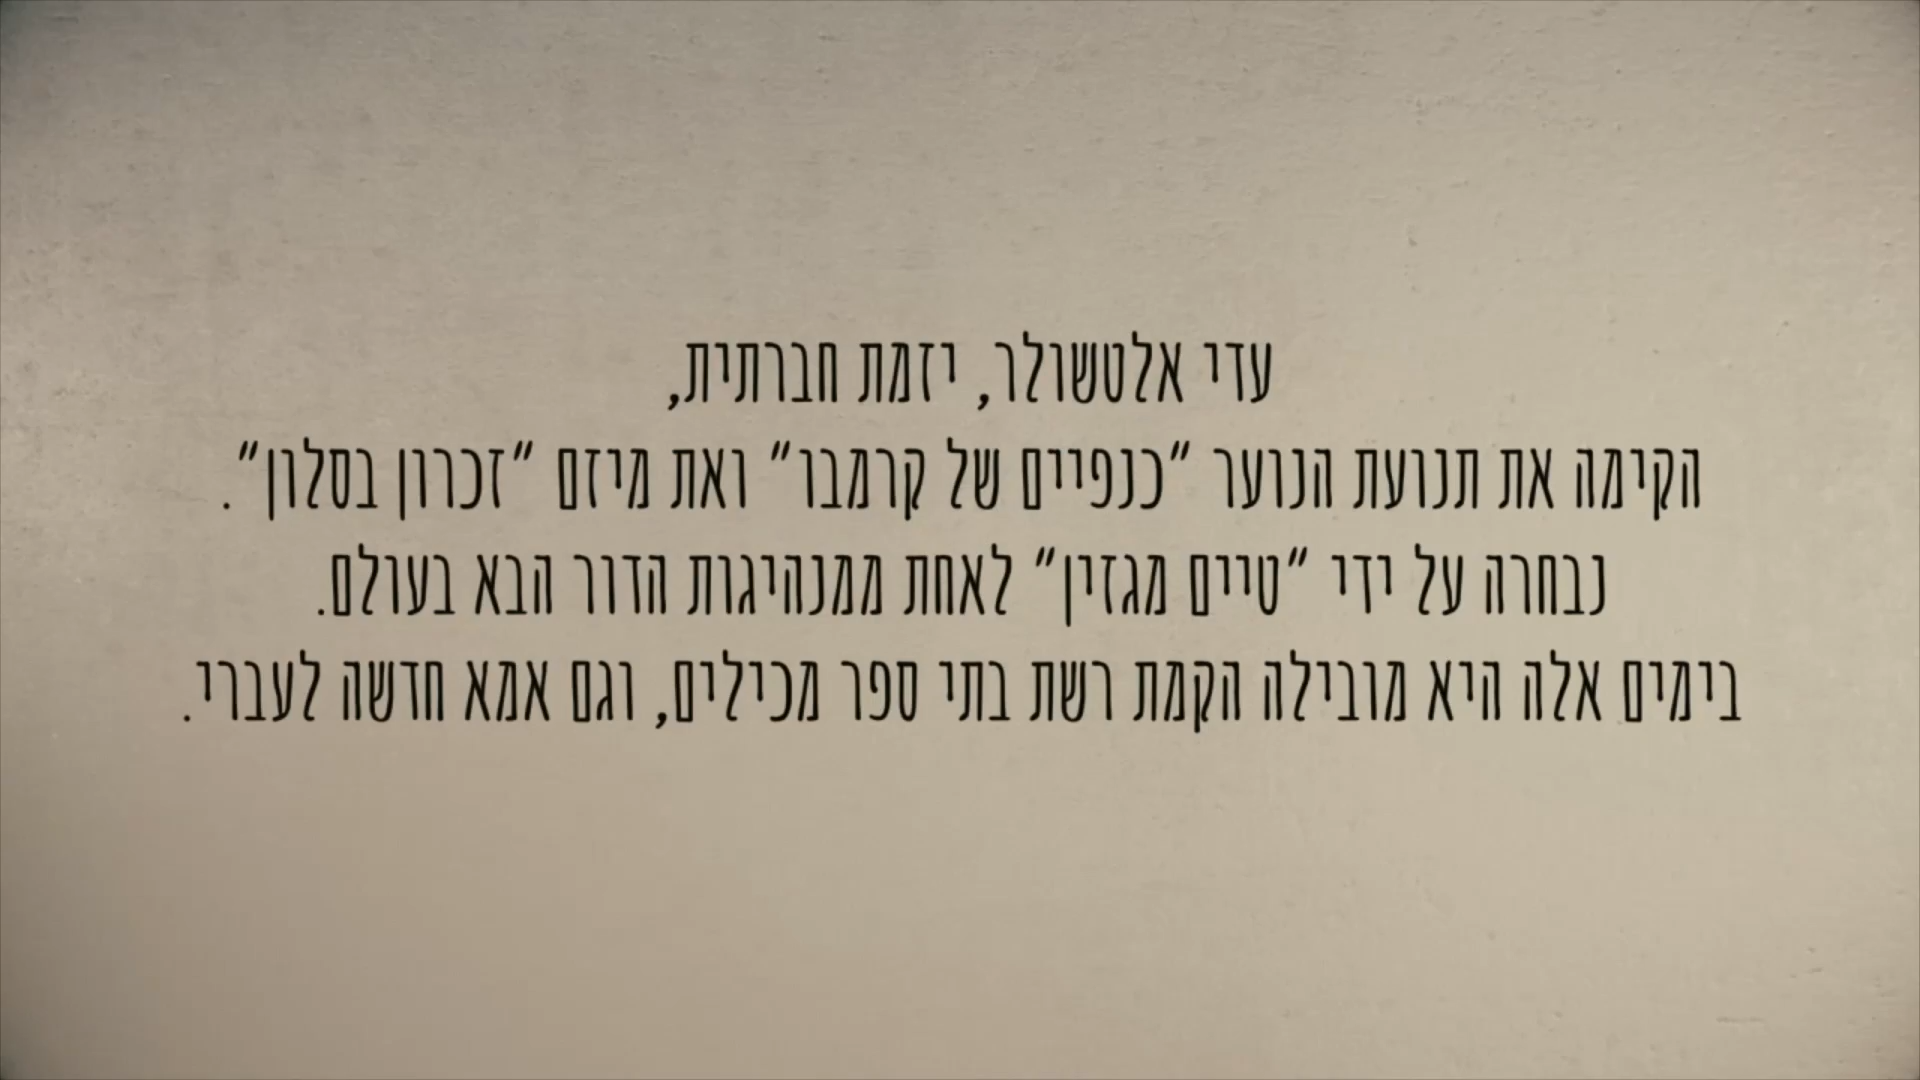 עדי אלטשולר, יזמת חברתית,
הקימה את תנועת הנוער "כנפיים של קרמבו" ואת מיזם "זכרון בסלון".
נבחרה על ידי "טיים מגזין" לאחת ממנהיגות הדור הבא בעולם.
בימים אלה היא מובילה הקמת רשת בתי ספר מכילים, וגם אמא חדשה לעברי.